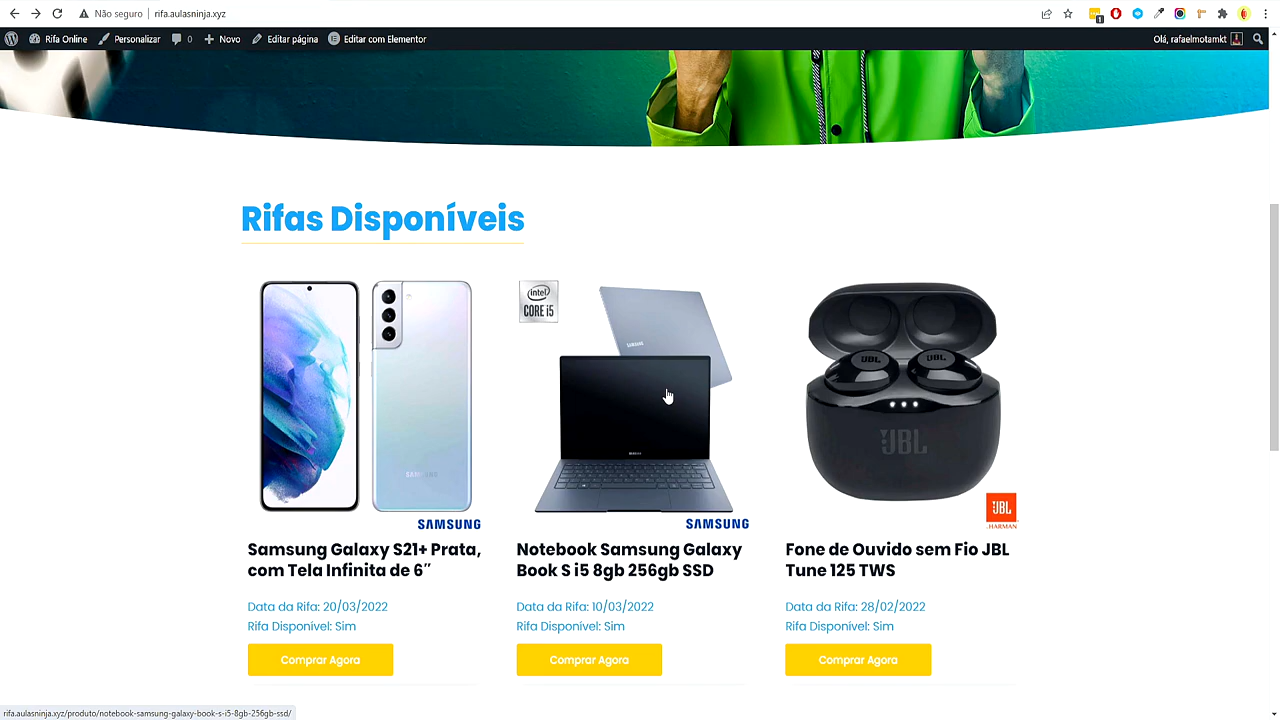 Não seguro
rifa.aulasninja.xyz
1
Rifa Online
Personalizar
0
Novo
Editar página
Editar com Elementor
Olá, rafaelmotamkt
Rifas Disponíveis
SAMSUNG
SAMSUNG
Samsung Galaxy S21+ Prata,
com Tela Infinita de 6″
Data da Rifa: 20/03/2022
Rifa Disponível: Sim
Comprar Agora
intel
CORE i5
SAMSUNG
SAMSUNG
SAMSUNG
Notebook Samsung Galaxy
Book S i5 8gb 256gb SSD
Data da Rifa: 10/03/2022
Rifa Disponível: Sim
Comprar Agora
JBL
JBL
JBL
JBL
HARMAN
Fone de Ouvido sem Fio JBL
Tune 125 TWS
Data da Rifa: 28/02/2022
Rifa Disponível: Sim
Comprar Agora
rifa.aulasninja.xyz/produto/notebook-samsung-galaxy-book-s-i5-8gb-256gb-ssd/